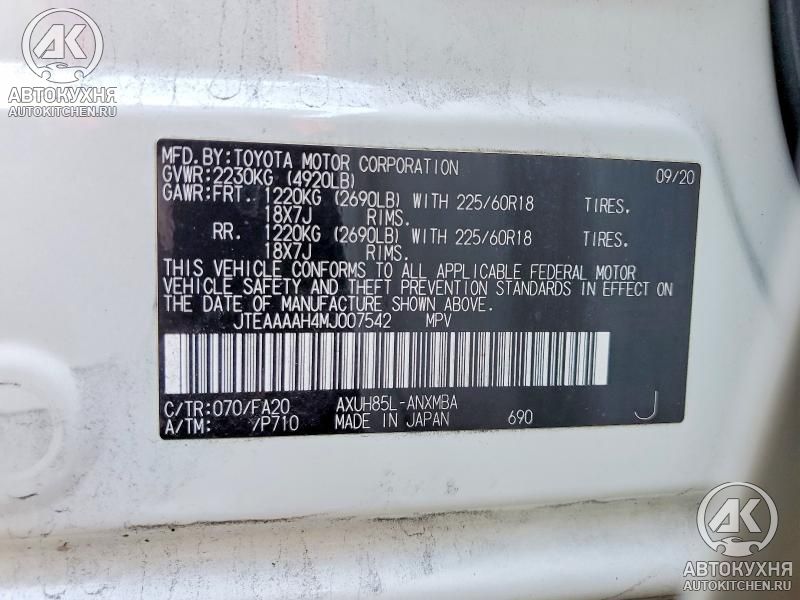 АК
АВТОКУХНЯ
AUTOKITCHEN.RU
MFD.BY:TOYOTA MOTOR CORPORATION 09/20
GVWR:2230KG (4920LB)
GAWR:FRT. 1220KG (2690LB) WITH 225/60R18 TIRES.
18X7J RIMS.
RR. 1220KG (2690LB) WITH 225/60R18 TIRES.
18X7J RIMS.
THIS VEHICLE CONFORMS TO ALL APPLICABLE FEDERAL MOTOR
VEHICLE SAFETY AND THEFT PREVENTION STANDARDS IN EFFECT ON
THE DATE OF MANUFACTURE SHOWN ABOVE.
JTEAAAAH4MJ007542 MPV
C/TR:070/FA20 AXUH85L-ANXMBA
A/TM: /P710 MADE IN JAPAN 690 J
АК
АВТОКУХНЯ
AUTOKITCHEN.RU